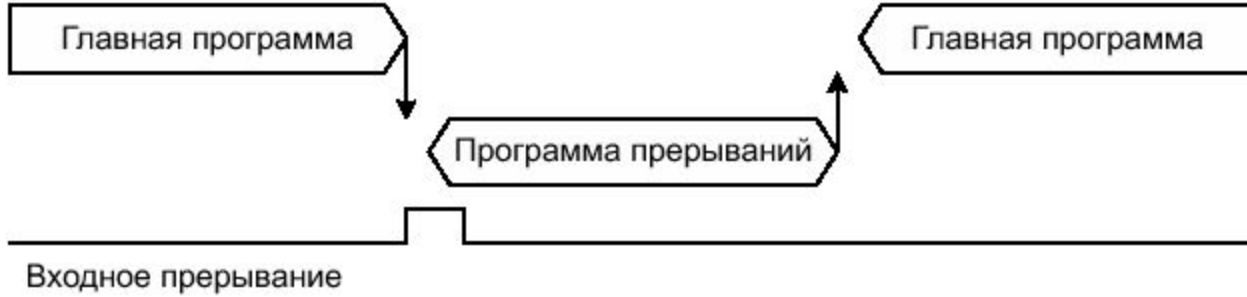 Главная программа
Главная программа
Программа прерываний
Входное прерывание